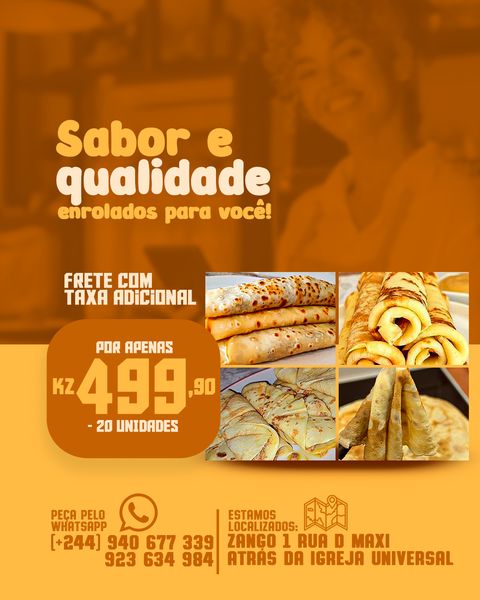 Sabor e
qualidade
enrolados para você!
FRETE COM
TAXA ADICIONAL
POR APENAS
KZ 499,90
- 20 UNIDADES
PEÇA PELO
WHATSAPP
(+244) 940 677 339
923 634 984
ESTAMOS
LOCALIZADOS:
ZANGO 1 RUA D MAXI
ATRÁS DA IGREJA UNIVERSAL